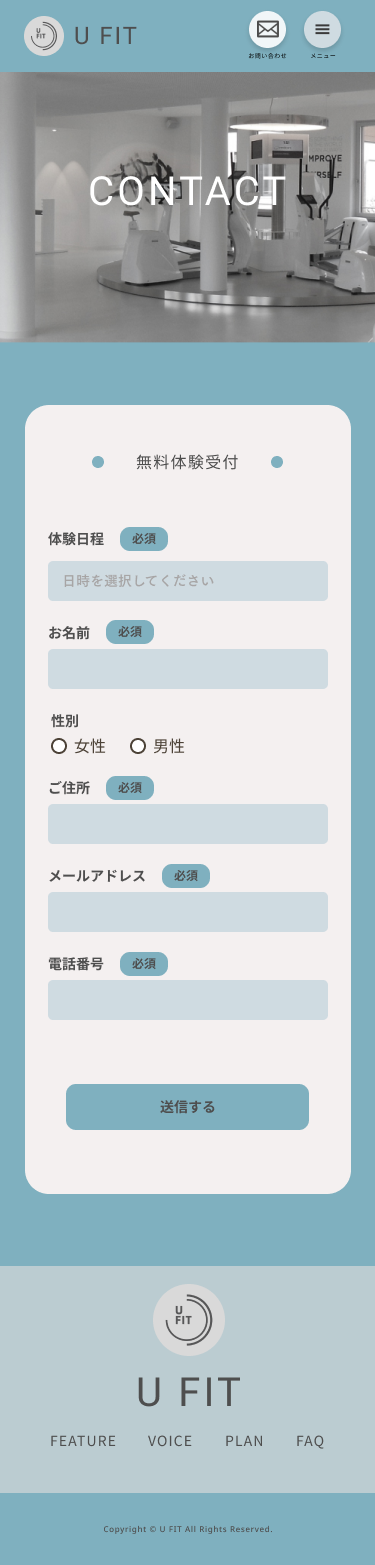 U
FIT
U FIT
お問い合わせ
メニュー
MPROVE
RSELF
CONTACT
無料体験受付
体験日程
必須
日時を選択してください
お名前
必須
性別
女性
男性
ご住所
必須
メールアドレス
必須
電話番号
必須
送信する
U
FIT
U FIT
FEATURE VOICE PLAN FAQ
Copyright © U FIT All Rights Reserved.